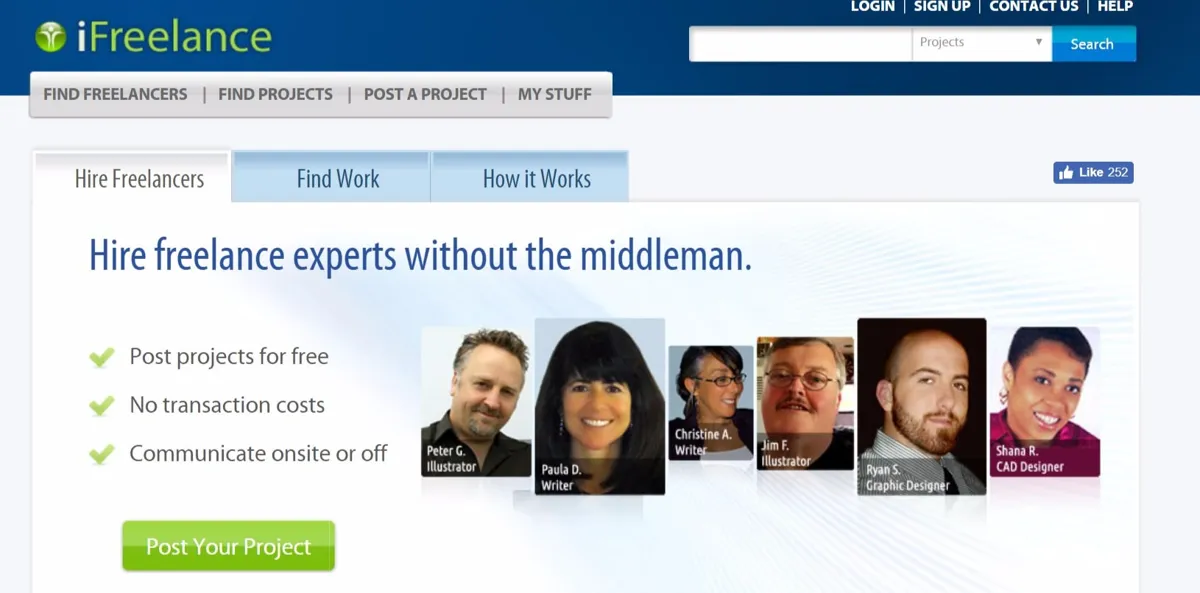 LOGIN | SIGN UP | CONTACT US | HELP
iFreelance
Projects
Search
FIND FREELANCERS | FIND PROJECTS | POST A PROJECT | MY STUFF
Hire Freelancers
Find Work
How it Works
Like 252
Hire freelance experts without the middleman.
Post projects for free
No transaction costs
Communicate onsite or off
Peter G.
Illustrator
Paula D.
Writer
Christine A.
Writer
Jim F.
Illustrator
Ryan S.
Graphic Designer
Shana R.
CAD Designer
Post Your Project